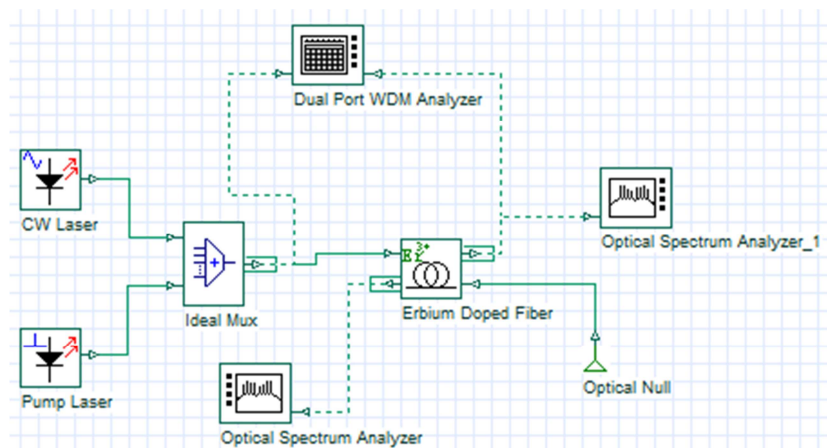 Dual Port WDM Analyzer
CW Laser
Optical Spectrum Analyzer_1
Ideal Mux
Erbium Doped Fiber
Optical Null
Pump Laser
Optical Spectrum Analyzer